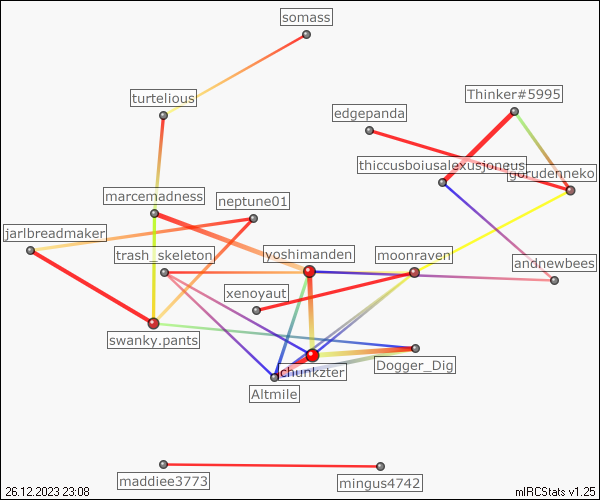 somass
turtelious
Thinker#5995
edgepanda
thiccusboiusalexusjoneus
gorudenneko
marcemadness
neptune01
jarlbreadmaker
trash_skeleton
yoshimanden
moonraven
andnewbees
xenoyaut
swanky.pants
chunkzter
Dogger_Dig
Altmile
maddiee3773
mingus4742
26.12.2023 23:08
mIRCStats v1.25